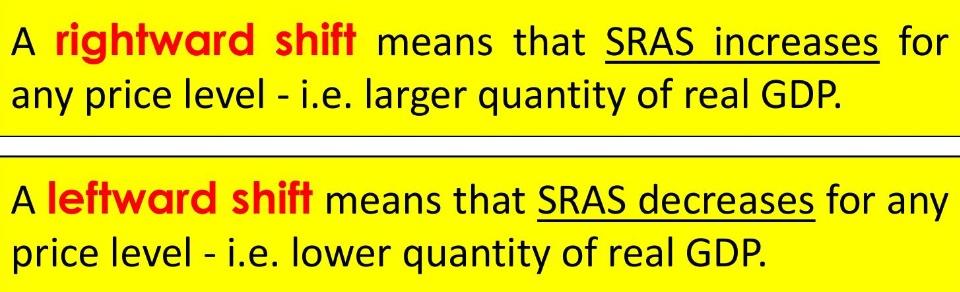 A rightward shift means that SRAS increases for
any price level - i.e. larger quantity of real GDP.
A leftward shift means that SRAS decreases for any
price level - i.e. lower quantity of real GDP.